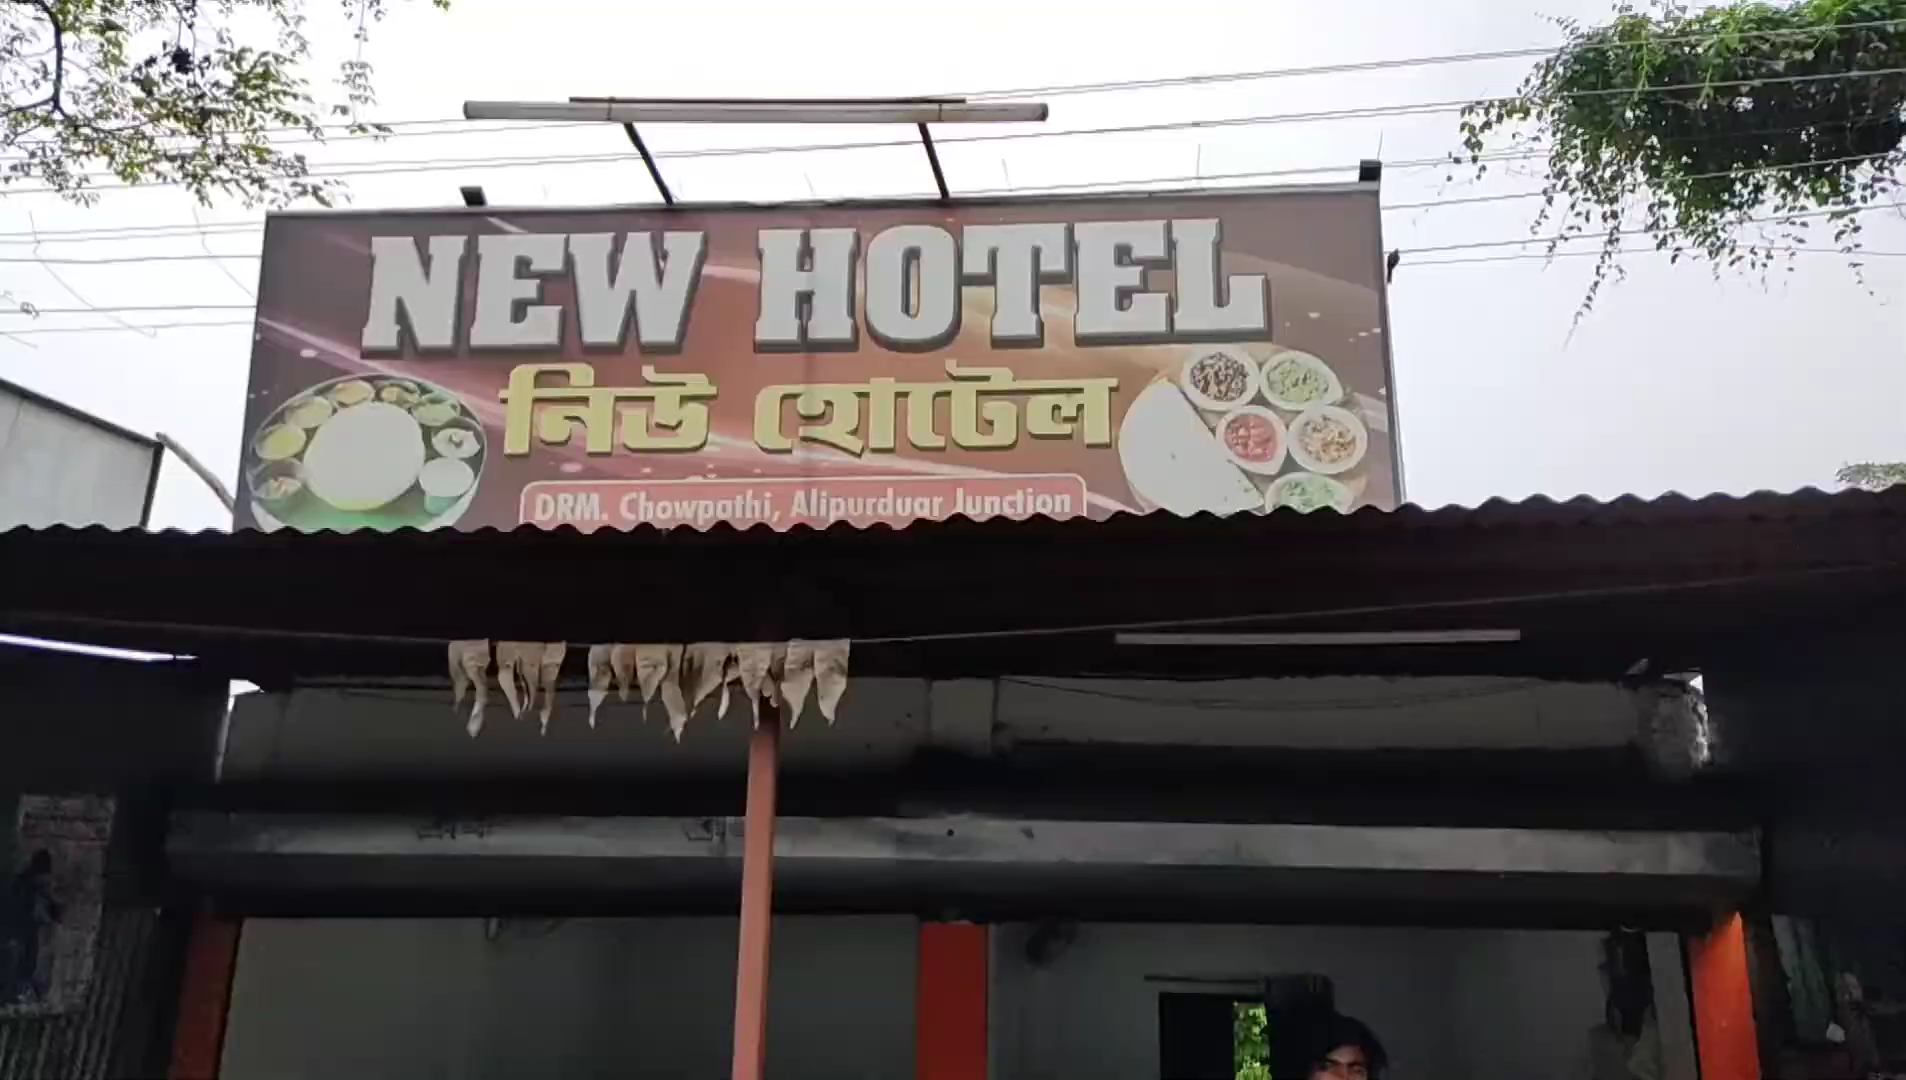 NEW HOTEL
নিউ হোটেল
DRM. Chowpathi, Alipurduar Junction